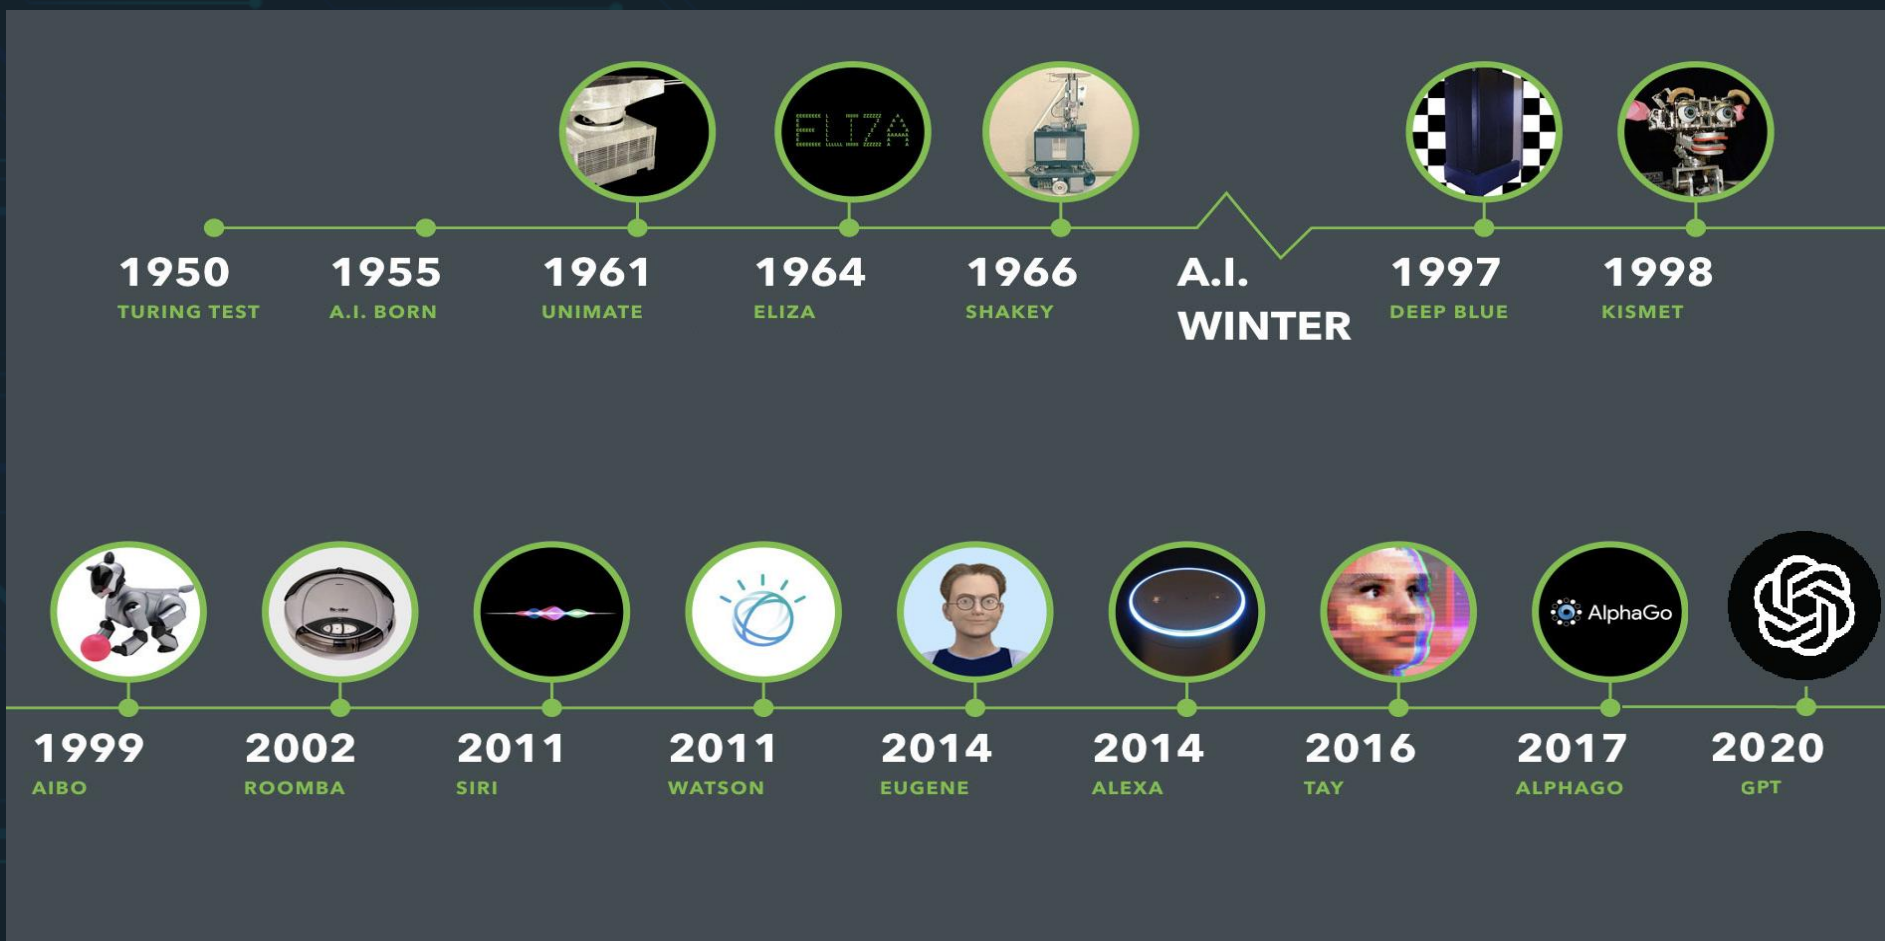 ELIZA
1950
TURING TEST
1955
A.I. BORN
1961
UNIMATE
1964
ELIZA
1966
SHAKEY
A.I.
WINTER
1997
DEEP BLUE
1998
KISMET
AlphaGo
1999
AIBO
2002
ROOMBA
2011
SIRI
2011
WATSON
2014
EUGENE
2014
ALEXA
2016
TAY
2017
ALPHAGO
2020
GPT